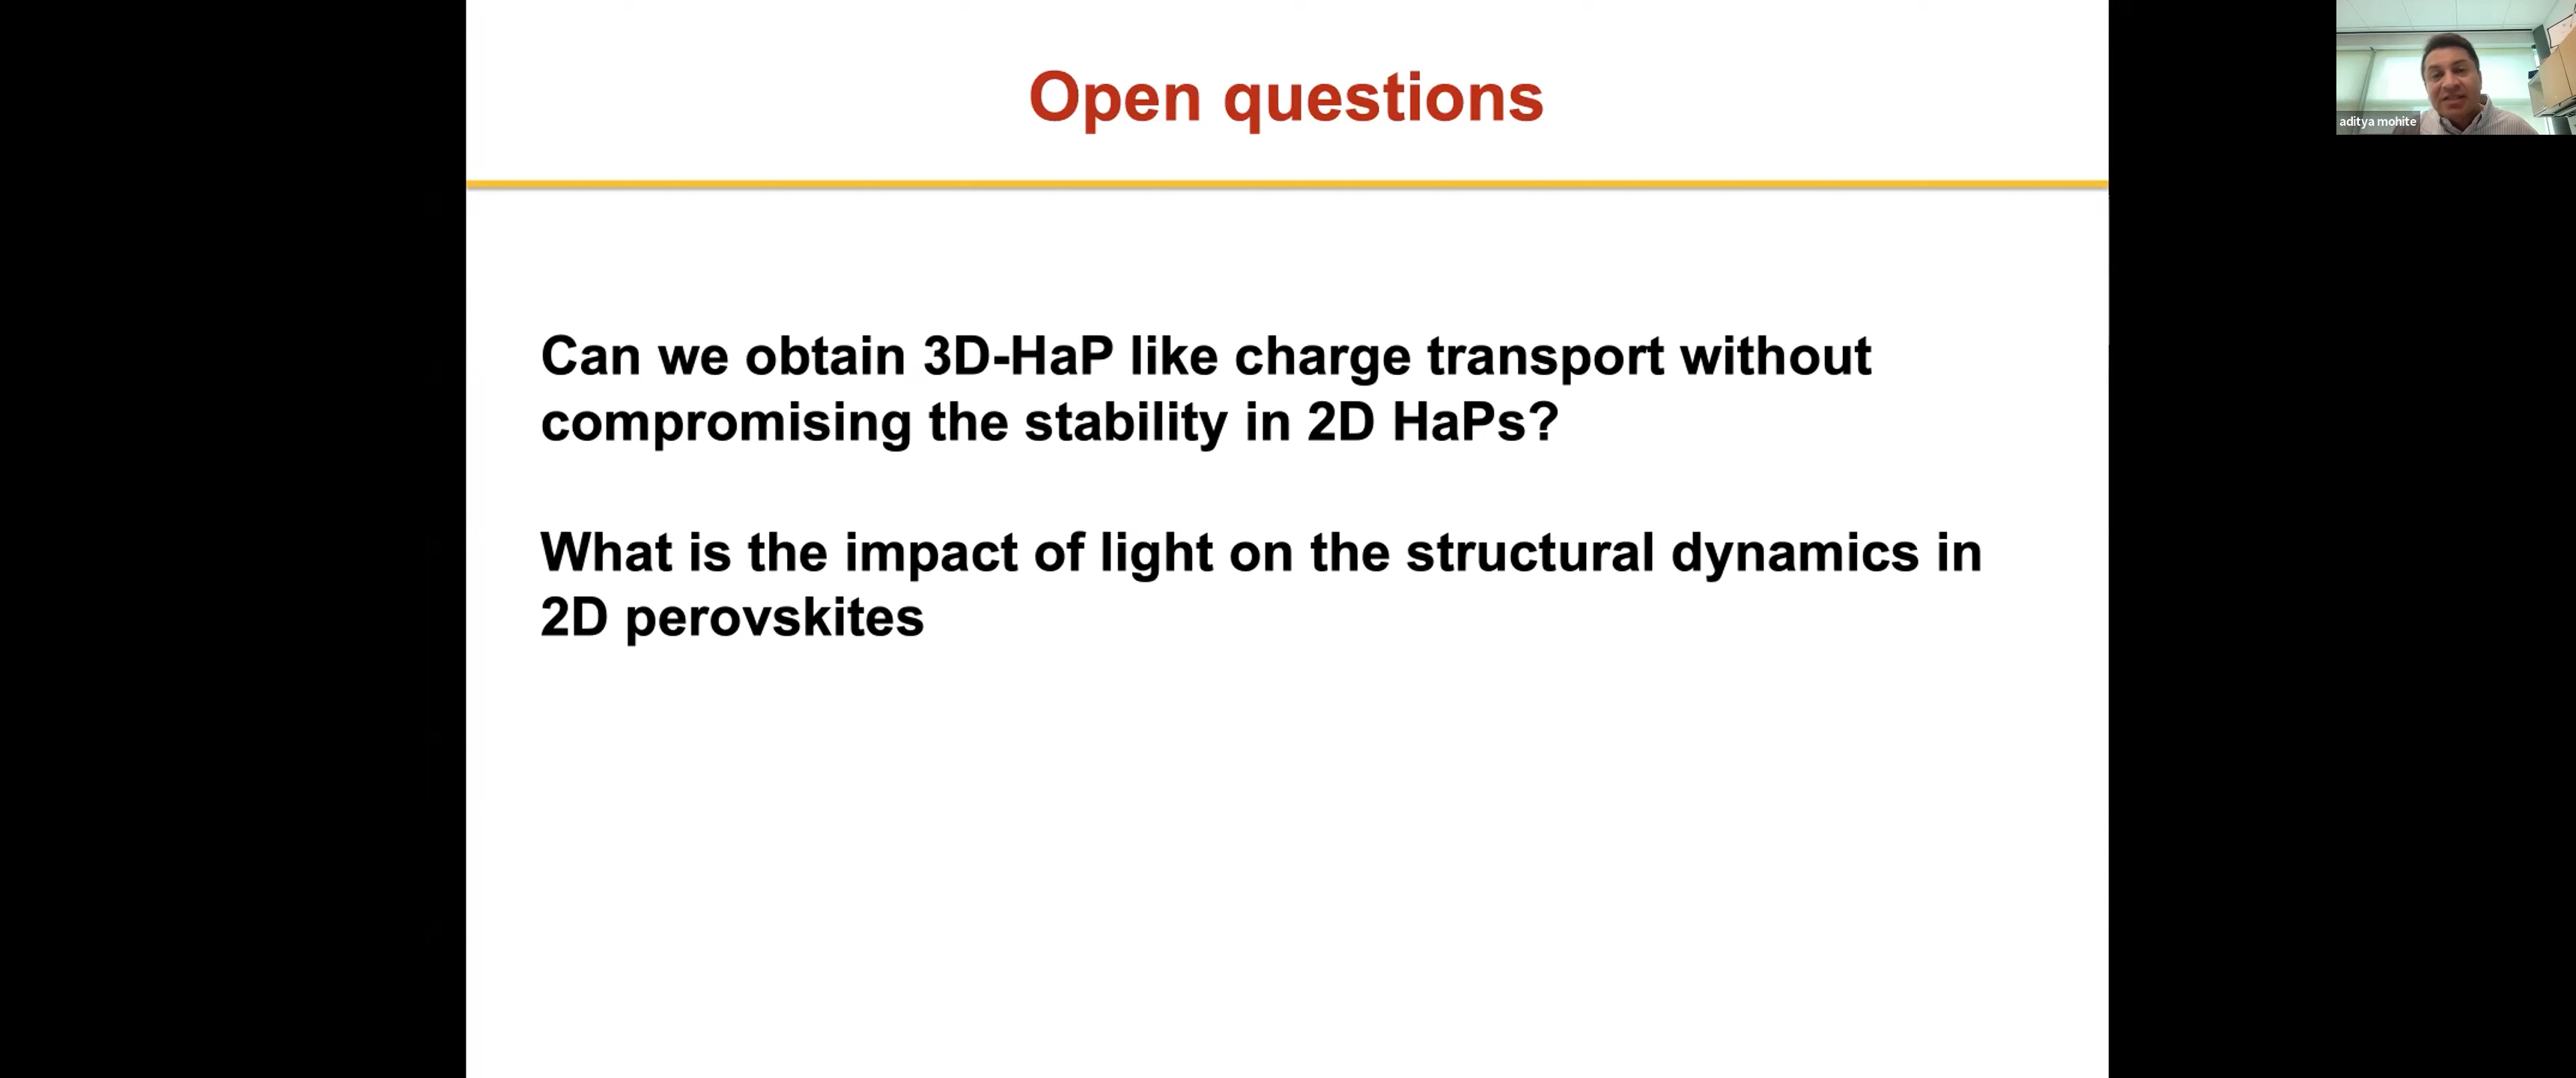 Open questions
aditya mohite
Can we obtain 3D-HaP like charge transport without
compromising the stability in 2D HaPs?
What is the impact of light on the structural dynamics in
2D perovskites